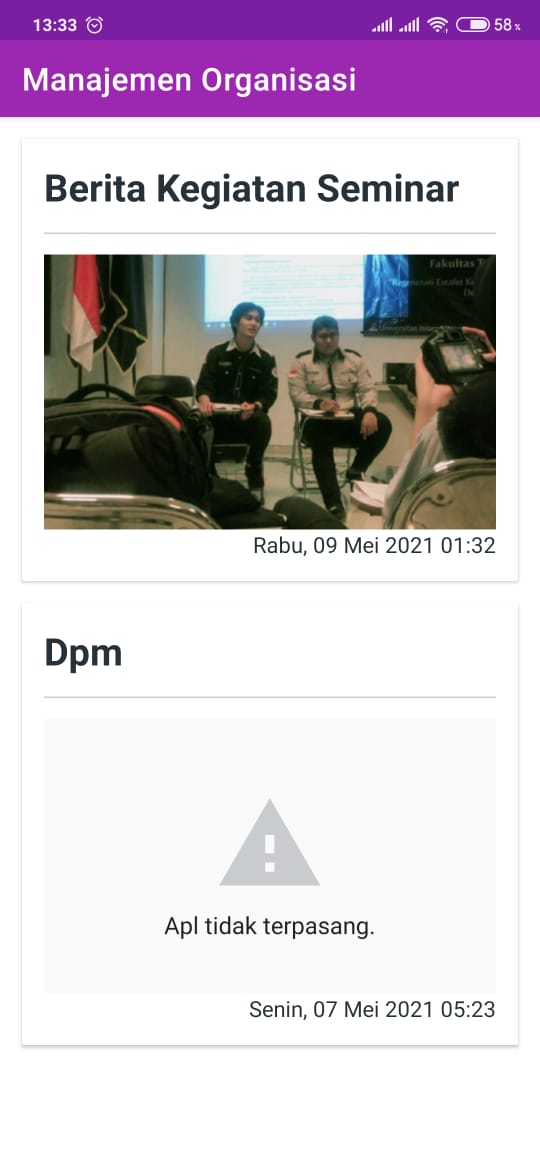 13:33
58%
Manajemen Organisasi
Berita Kegiatan Seminar
Fakultas T
"Regenerasi Estafet Ke
De
Universitas Islam
Rabu, 09 Mei 2021 01:32
Dpm
Apl tidak terpasang.
Senin, 07 Mei 2021 05:23